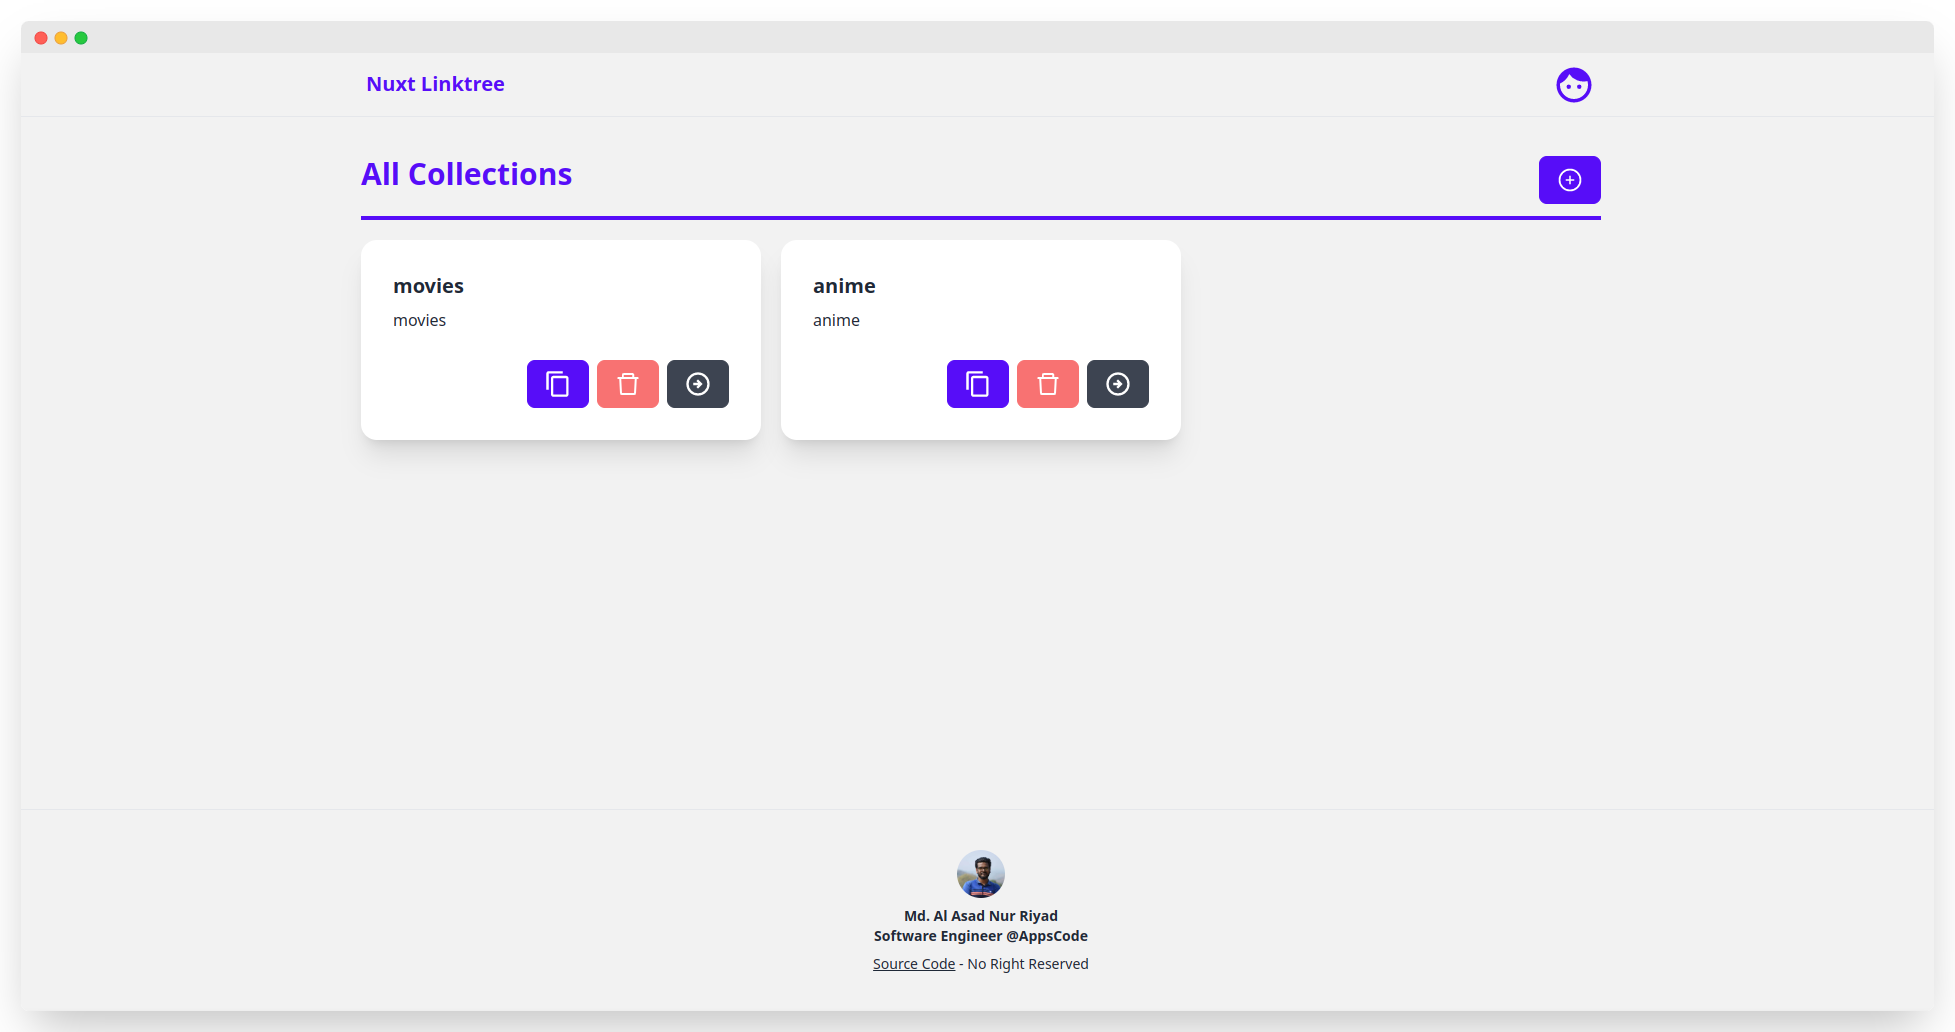 Nuxt Linktree
All Collections
movies
movies
anime
anime
Md. Al Asad Nur Riyad
Software Engineer @AppsCode
Source Code - No Right Reserved